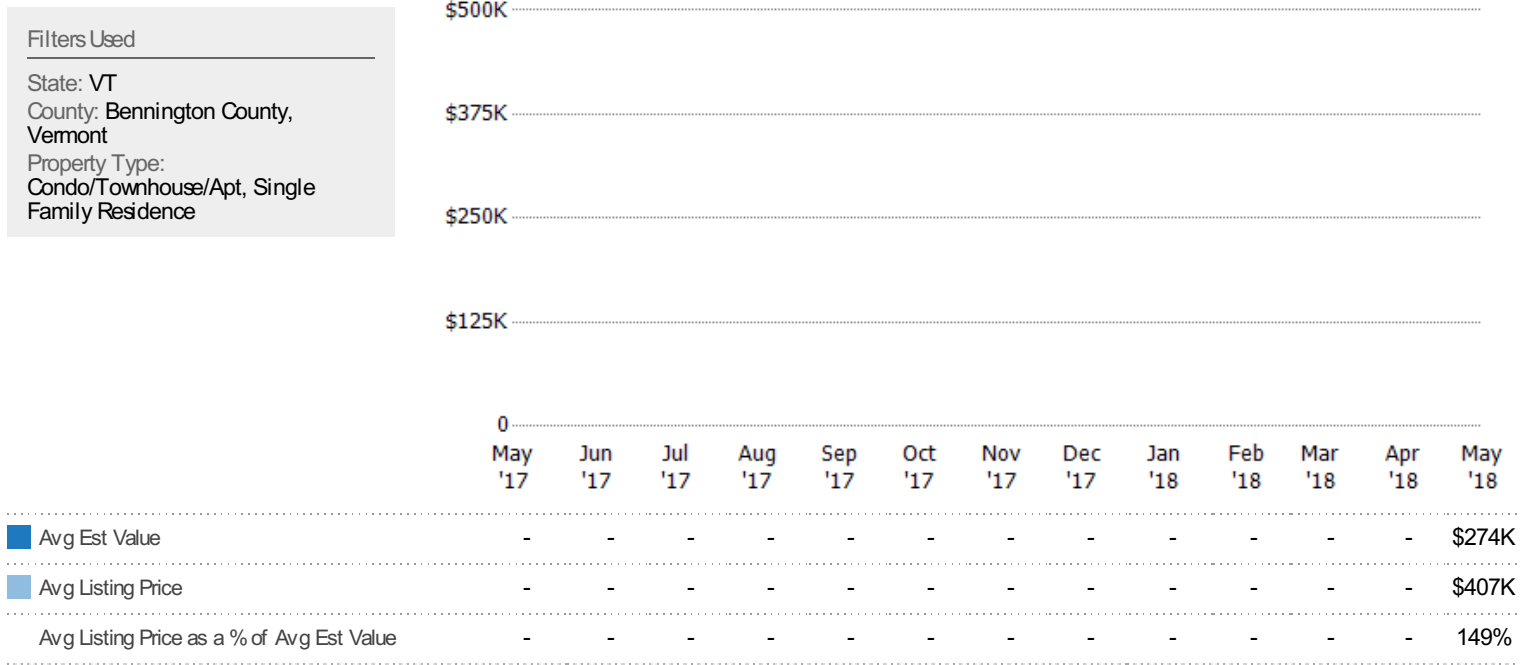 Filters Used
State: VT
County: Bennington County,
Vermont
Property Type:
Condo/Townhouse/Apt, Single
Family Residence
$500K
$375K
$250K
$125K
0
May Jun Jul Aug Sep Oct Nov Dec Jan Feb Mar Apr May
'17 '17 '17 '17 '17 '17 '17 '17 '18 '18 '18 '18 '18
Avg Est Value - - - - - - - - - - - - $274K
Avg Listing Price - - - - - - - - - - - - $407K
Avg Listing Price as a % of Avg Est Value - - - - - - - - - - - - 149%